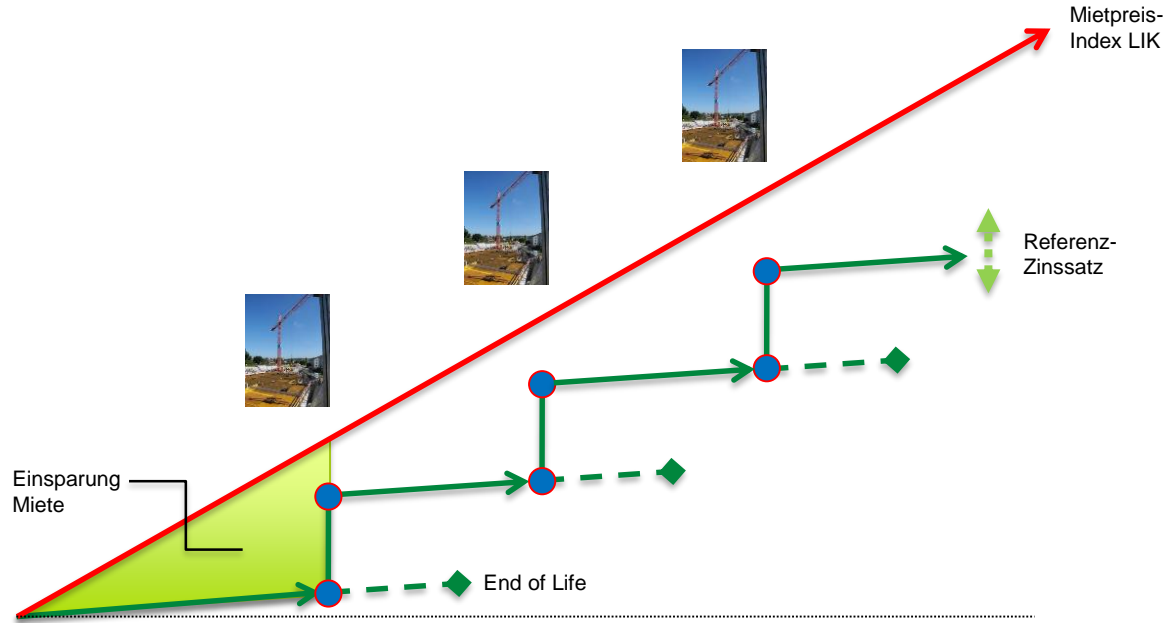 Mietpreis-
Index LIK
Referenz-
Zinssatz
Einsparung
Miete
End of Life